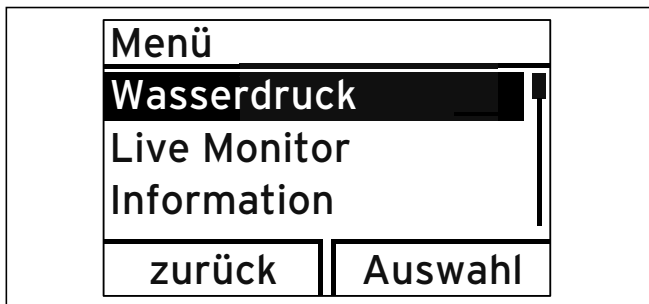 Menü
Wasserdruck
Live Monitor
Information
zurück Auswahl